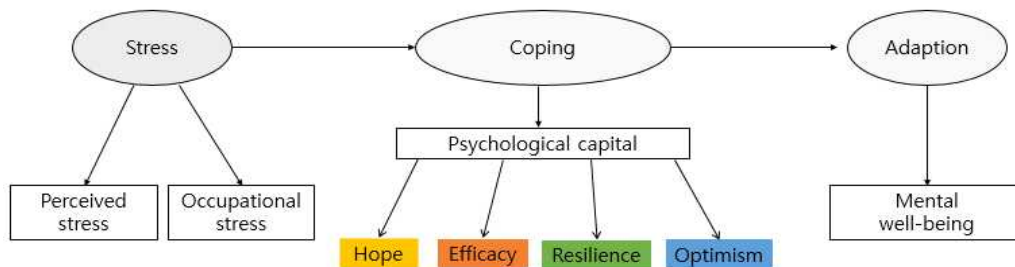 Stress
Coping
Adaption
Psychological capital
Perceived
stress
Occupational
stress
Mental
well-being
Hope
Efficacy
Resilience
Optimism